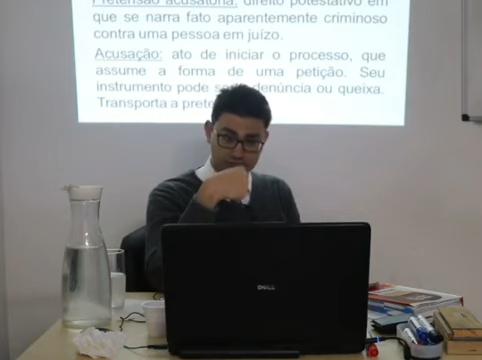 Pretensão acusatória: direito potestativo em
que se narra fato aparentemente criminoso
contra uma pessoa em juízo.
Acusação: ato de iniciar o processo, que
assume a forma de uma petição. Seu
instrumento pode denúncia ou queixa.
Transporta a
DELL